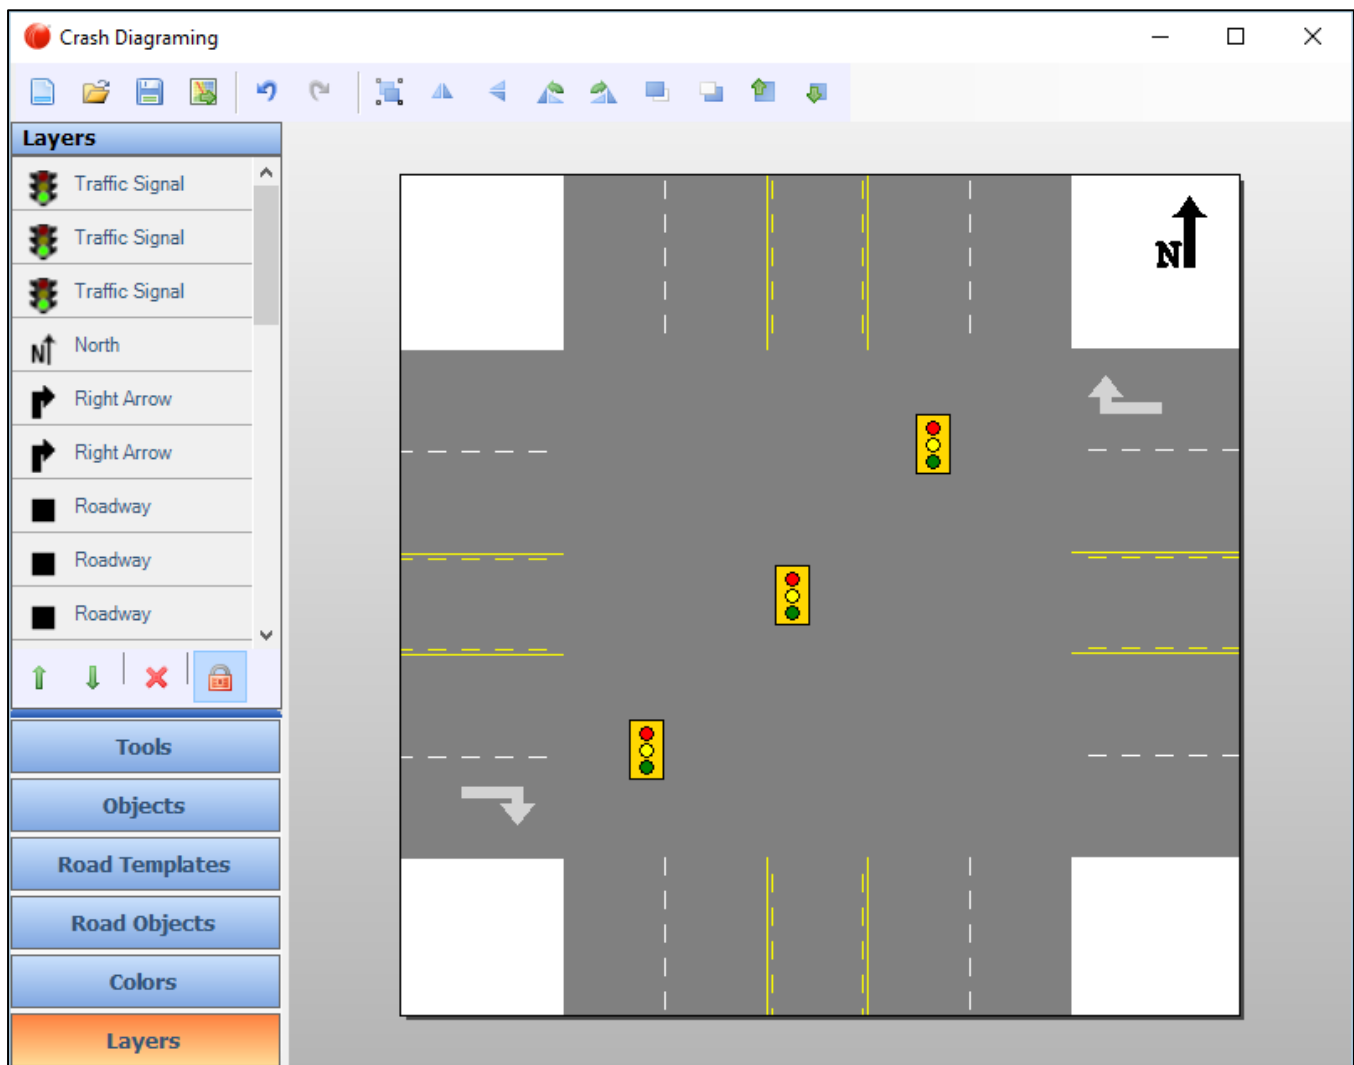 Crash Diagraming
Layers
Traffic Signal
Traffic Signal
Traffic Signal
North
Right Arrow
Right Arrow
Roadway
Roadway
Roadway
Tools
Objects
Road Templates
Road Objects
Colors
Layers
N